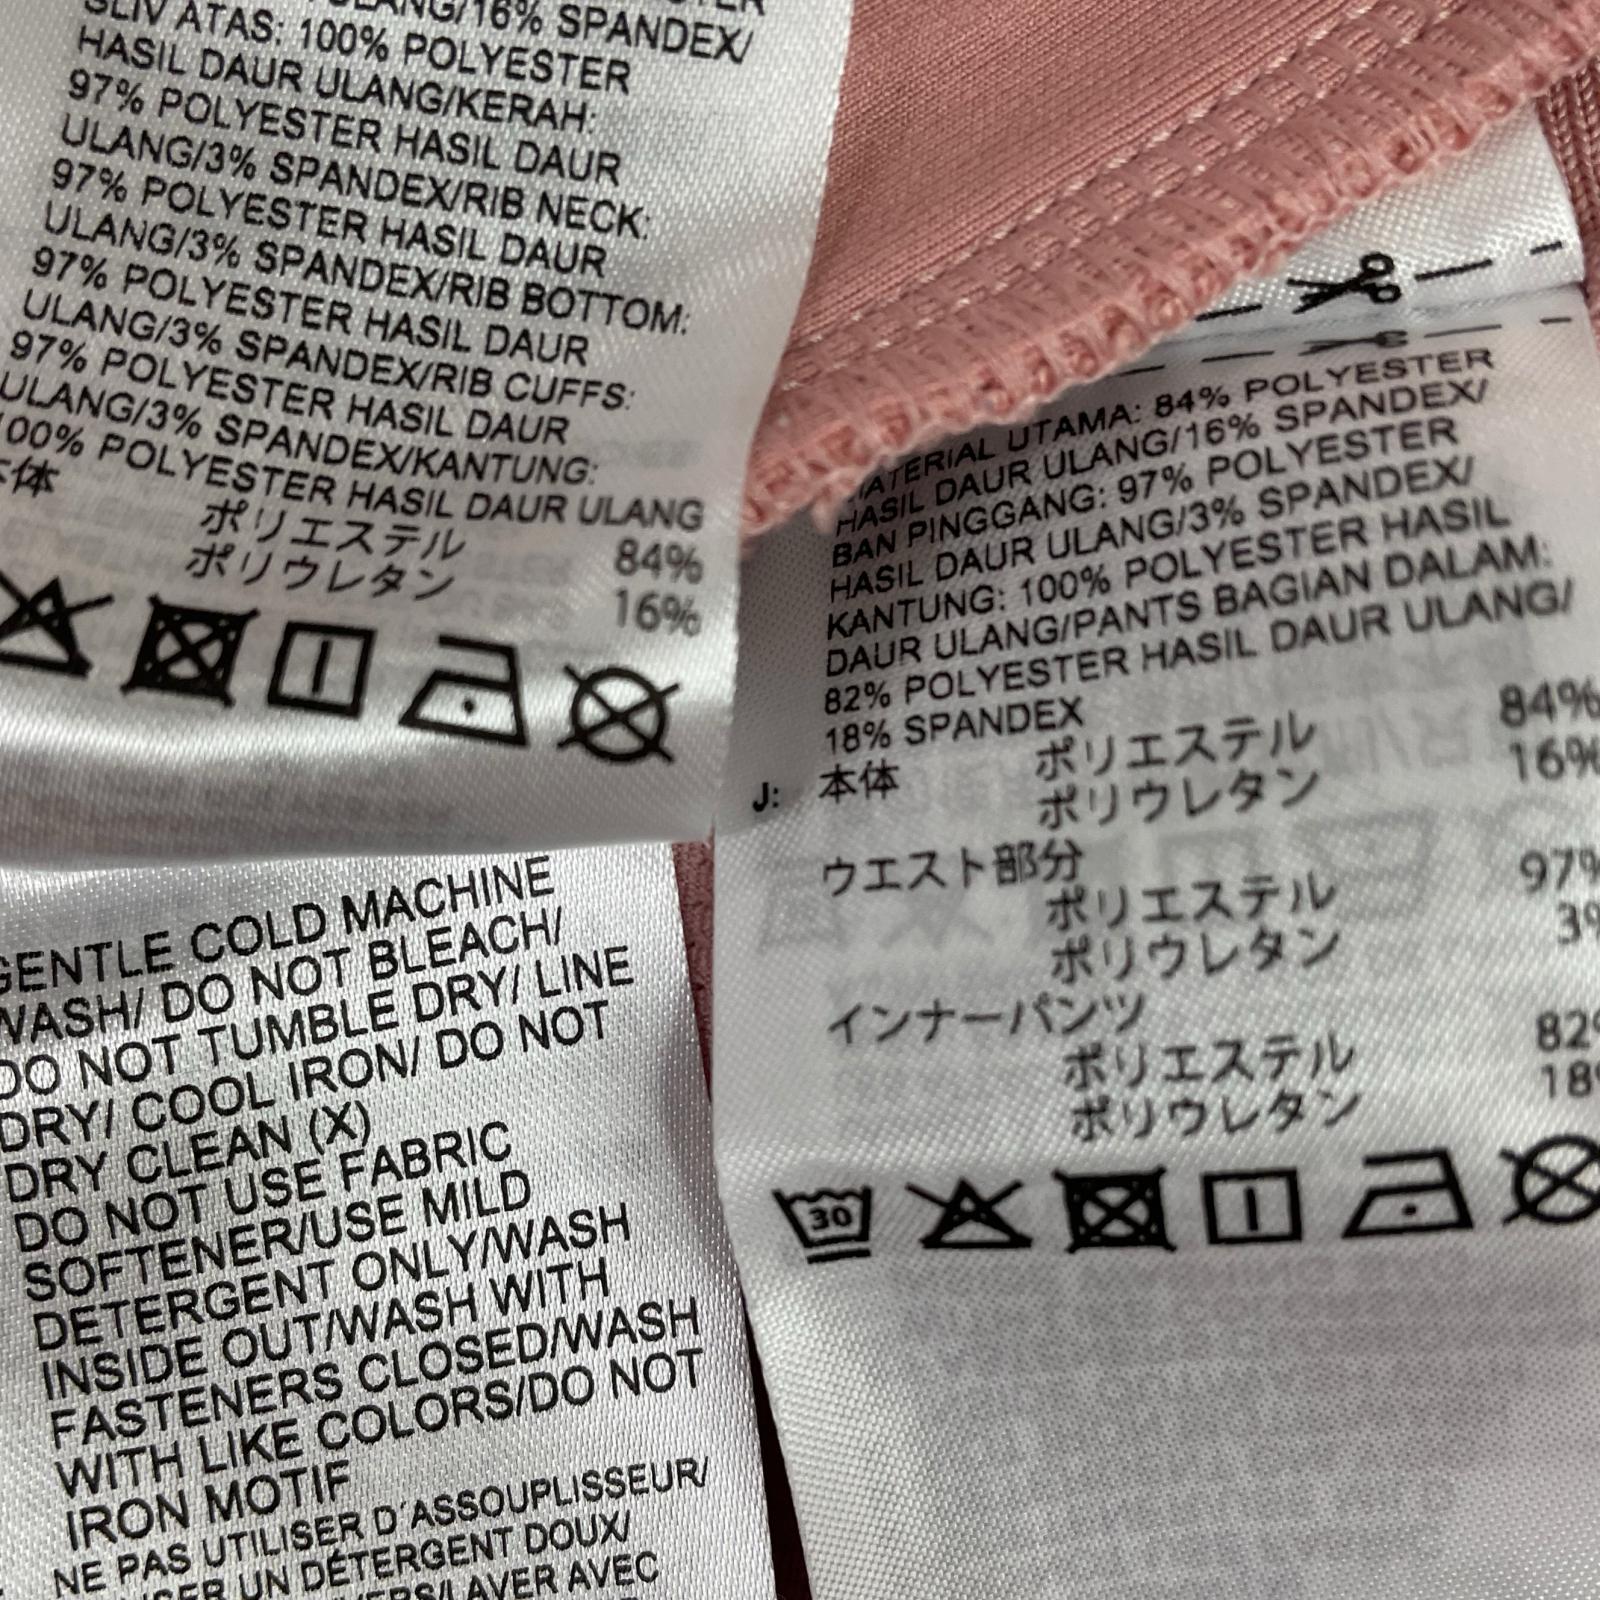 ULANG/16% SPANDEX/
ATAS: 100% POLYESTER
HASIL DAUR ULANG/KERAH:
97% POLYESTER HASIL DAUR
ULANG/3% SPANDEX/RIB NECK:
97% POLYESTER HASIL DAUR
ULANG/3% SPANDEX/RIB BOTTOM:
97% POLYESTER HASIL DAUR
ULANG/3% SPANDEX/RIB CUFFS:
97% POLYESTER HASIL DAUR
ULANG/3% SPANDEX/KANTUNG:
100% POLYESTER HASIL DAUR ULANG
本体
ポリエステル 84%
ポリウレタン 16%
MATERIAL UTAMA: 84% POLYESTER
HASIL DAUR ULANG/16% SPANDEX/
BAN PINGGANG: 97% POLYESTER
HASIL DAUR ULANG/3% SPANDEX/
KANTUNG: 100% POLYESTER HASIL
DAUR ULANG/PANTS BAGIAN DALAM:
82% POLYESTER HASIL DAUR ULANG/
18% SPANDEX
J: 本体 ポリエステル 84%
ポリウレタン 16%
ウエスト部分
ポリエステル 97%
ポリウレタン 3%
インナーパンツ
ポリエステル 82
ポリウレタン 18
30
GENTLE COLD MACHINE
WASH/ DO NOT BLEACH/
DO NOT TUMBLE DRY/ LINE
DRY/ COOL IRON/ DO NOT
DRY CLEAN (X)
DO NOT USE FABRIC
SOFTENER/USE MILD
DETERGENT ONLY/WASH
INSIDE OUT/WASH WITH
FASTENERS CLOSED/WASH
WITH LIKE COLORS/DO NOT
IRON MOTIF
NE PAS UTILISER D'ASSOUPLISSEUR/
UN DÉTERGENT DOUX/
AVEC